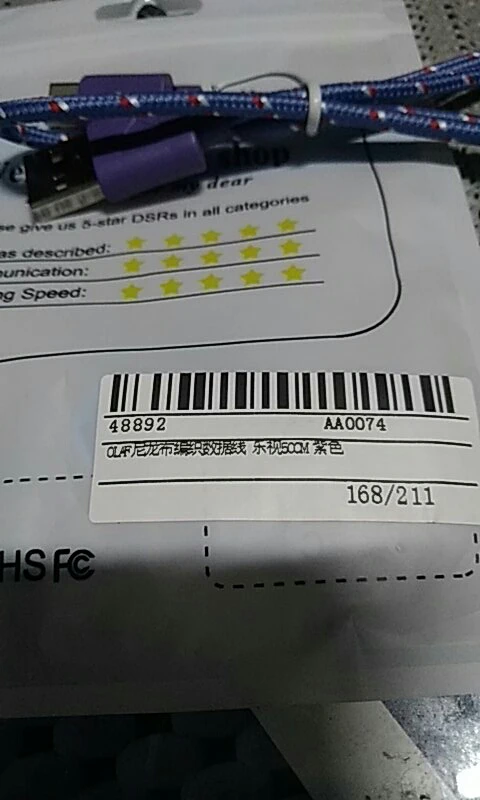 shop
dear
give us 5-star DSRs in all categories
as described:
unication:
ng Speed:
48892 AA0074
OLAF尼龙布编织数据线 乐视50CM 紫色
168/211
HS FC